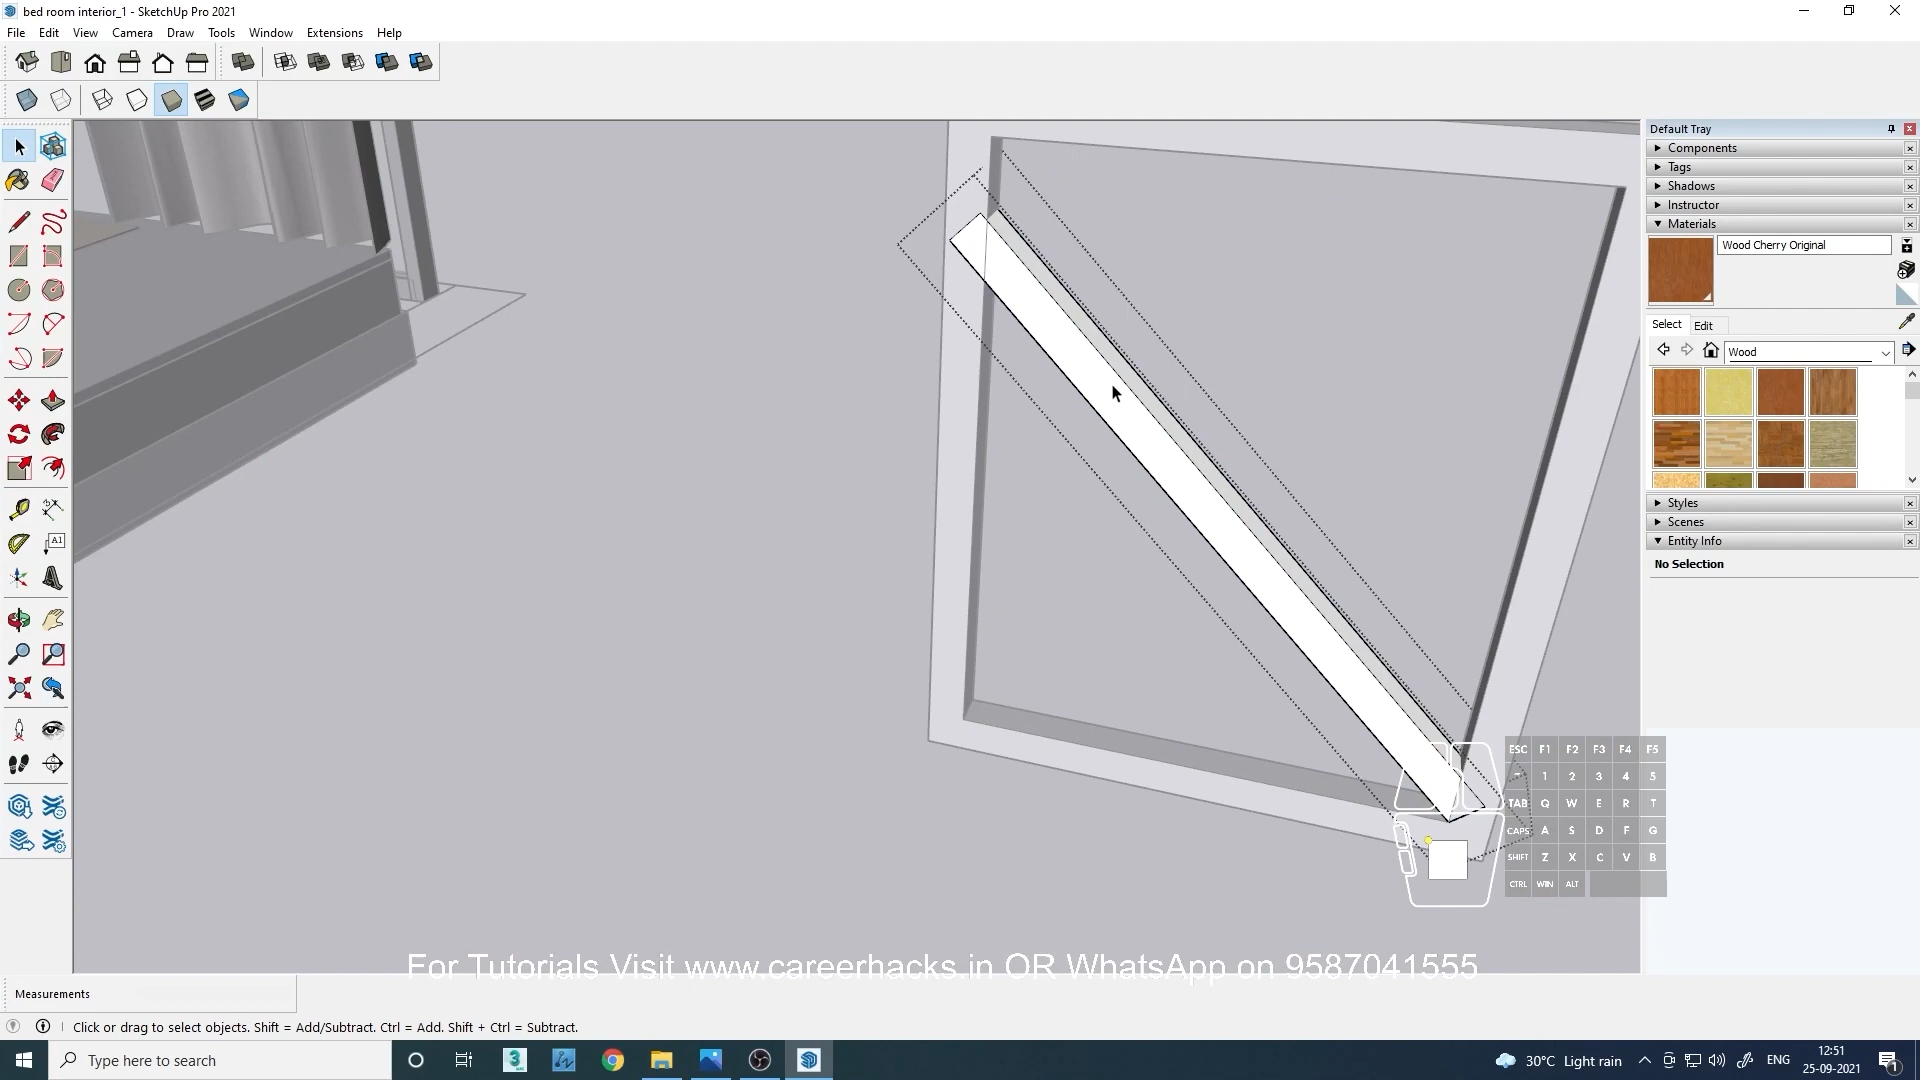 bed room interior_1 - SketchUp Pro 2021
File Edit View Camera Draw Tools Window Extensions Help
Default Tray
Components
Tags
Shadows
Instructor
Materials
Wood Cherry Original
Select Edit
Wood
Styles
Scenes
Entity Info
No Selection
A1
ESC F1 F2 F3 F4 F5
~ 1 2 3 4 5
TAB Q W E R T
CAPS A S D F G
SHIFT Z X C V B
CTRL WIN ALT
For Tutorials Visit www.careerhacks.in OR WhatsApp on 9587041555
Measurements
Click or drag to select objects. Shift = Add/Subtract. Ctrl = Add. Shift + Ctrl = Subtract.
Type here to search
30°C Light rain
ENG
12:51
25-09-2021
1